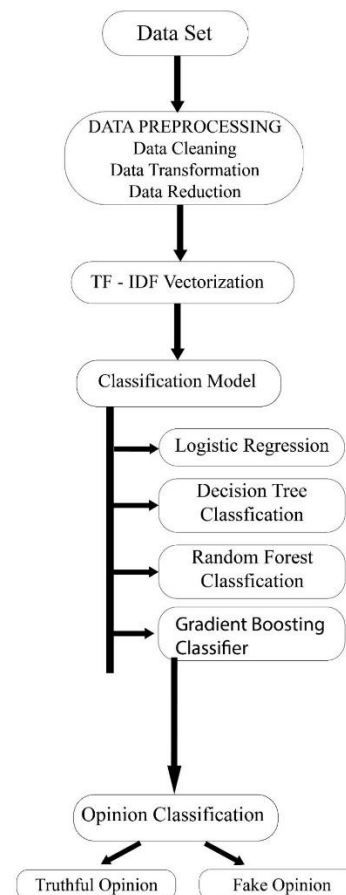 Data Set
DATA PREPROCESSING
Data Cleaning
Data Transformation
Data Reduction
TF - IDF Vectorization
Classification Model
Logistic Regression
Decision Tree
Classfication
Random Forest
Classfication
Gradient Boosting
Classifier
Opinion Classification
Truthful Opinion
Fake Opinion